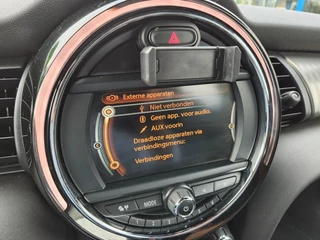 Externe apparaten
Niet verbonden
Geen app. voor audio.
AUX voorin
Draadloze apparaten via
verbindingsmenu:
Verbindingen
MODE